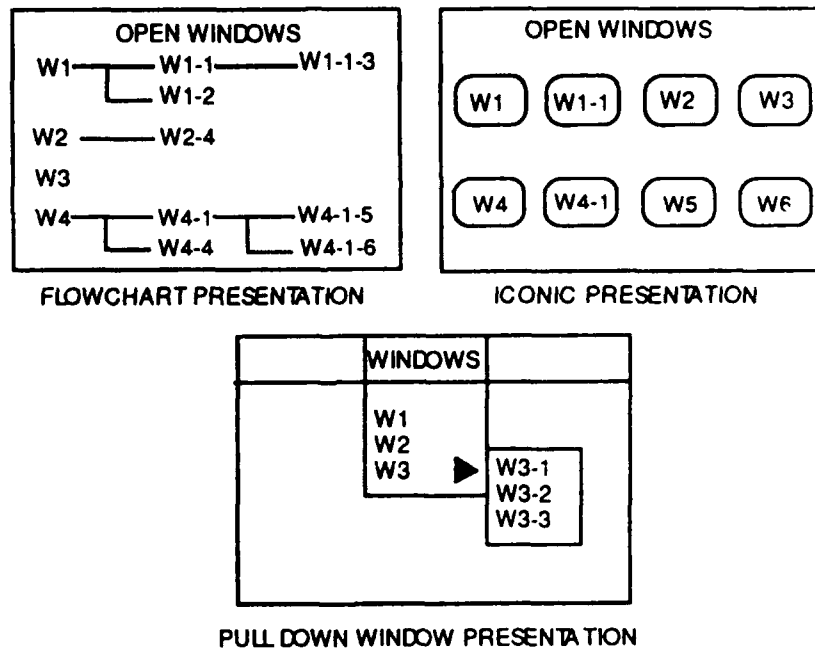 OPEN WINDOWS
W1 W1-1 W1-1-3
W1-2
W2 W2-4
W3
W4 W4-1 W4-1-5
W4-4 W4-1-6
FLOWCHART PRESENTATION
OPEN WINDOWS
W1 W1-1 W2 W3
W4 W4-1 W5 W6
ICONIC PRESENTATION
WINDOWS
W1
W2
W3 W3-1
W3-2
W3-3
PULL DOWN WINDOW PRESENTATION